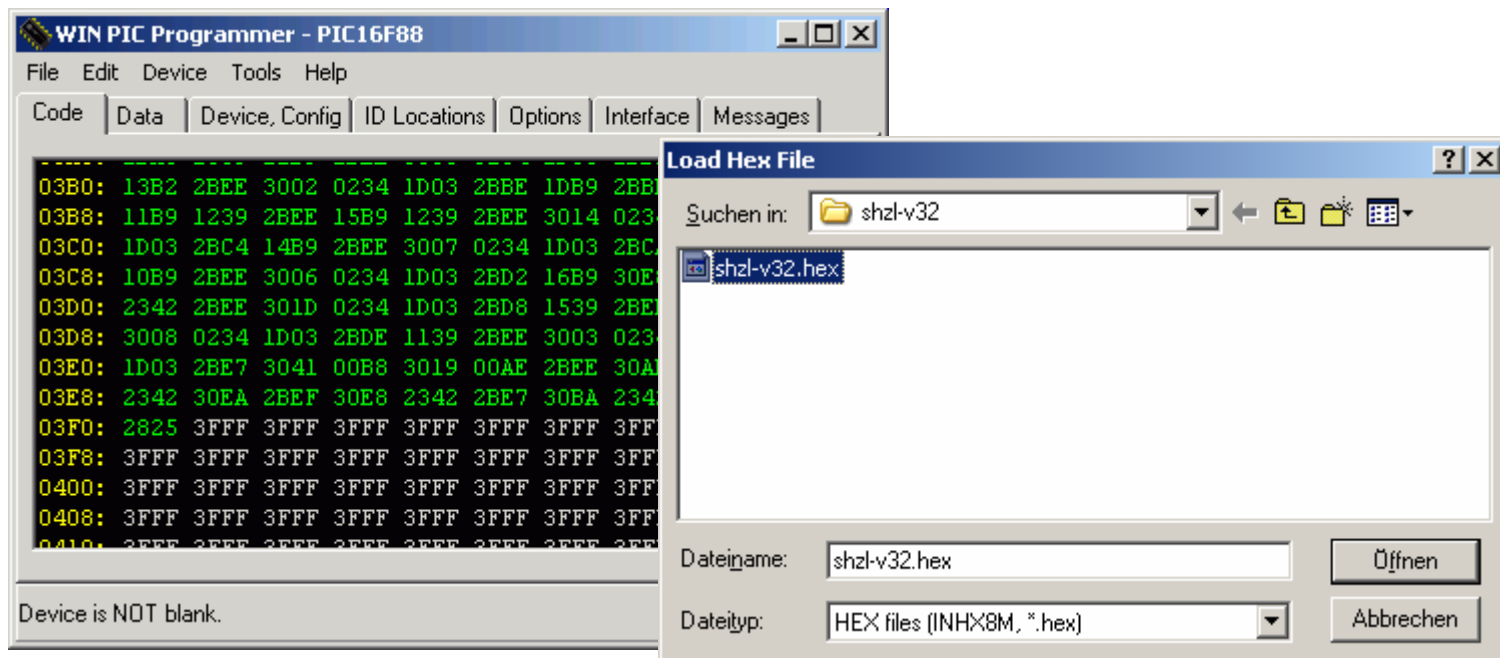 WIN PIC Programmer - PIC16F88
File Edit Device Tools Help
Code Data Device, Config ID Locations Options Interface Messages
03B0: 13B2 2BEE 3002 0234 1D03 2BBE 1DB9
03B8: 11B9 1239 2BEE 15B9 1239 2BEE 3014
03C0: 1D03 2BC4 14B9 2BEE 3007 0234 1D03
03C8: 10B9 2BEE 3006 0234 1D03 2BD2 16B9
03D0: 2342 2BEE 301D 0234 1D03 2BD8 1539
03D8: 3008 0234 1D03 2BDE 1139 2BEE 3003
03E0: 1D03 2BE7 3041 00B8 3019 00AE 2BEE
03E8: 2342 30EA 2BEF 30E8 2342 2BE7 30BA
03F0: 2825 3FFF 3FFF 3FFF 3FFF 3FFF 3FFF
03F8: 3FFF 3FFF 3FFF 3FFF 3FFF 3FFF 3FFF
0400: 3FFF 3FFF 3FFF 3FFF 3FFF 3FFF 3FFF
0408: 3FFF 3FFF 3FFF 3FFF 3FFF 3FFF 3FFF
Device is NOT blank.
Load Hex File
Suchen in: shzl-v32
shzl-v32.hex
Dateiname: shzl-v32.hex Öffnen
Dateityp: HEX files (INHX8M, *.hex) Abbrechen